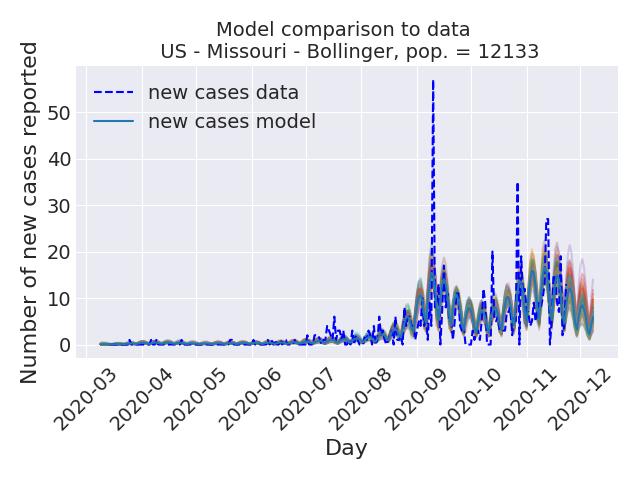 Model comparison to data
US - Missouri - Bollinger, pop. = 12133
Number of new cases reported
50
40
30
20
10
0
new cases data
new cases model
2020-03
2020-04
2020-05
2020-06
2020-07
2020-08
2020-09
2020-10
2020-11
2020-12
Day